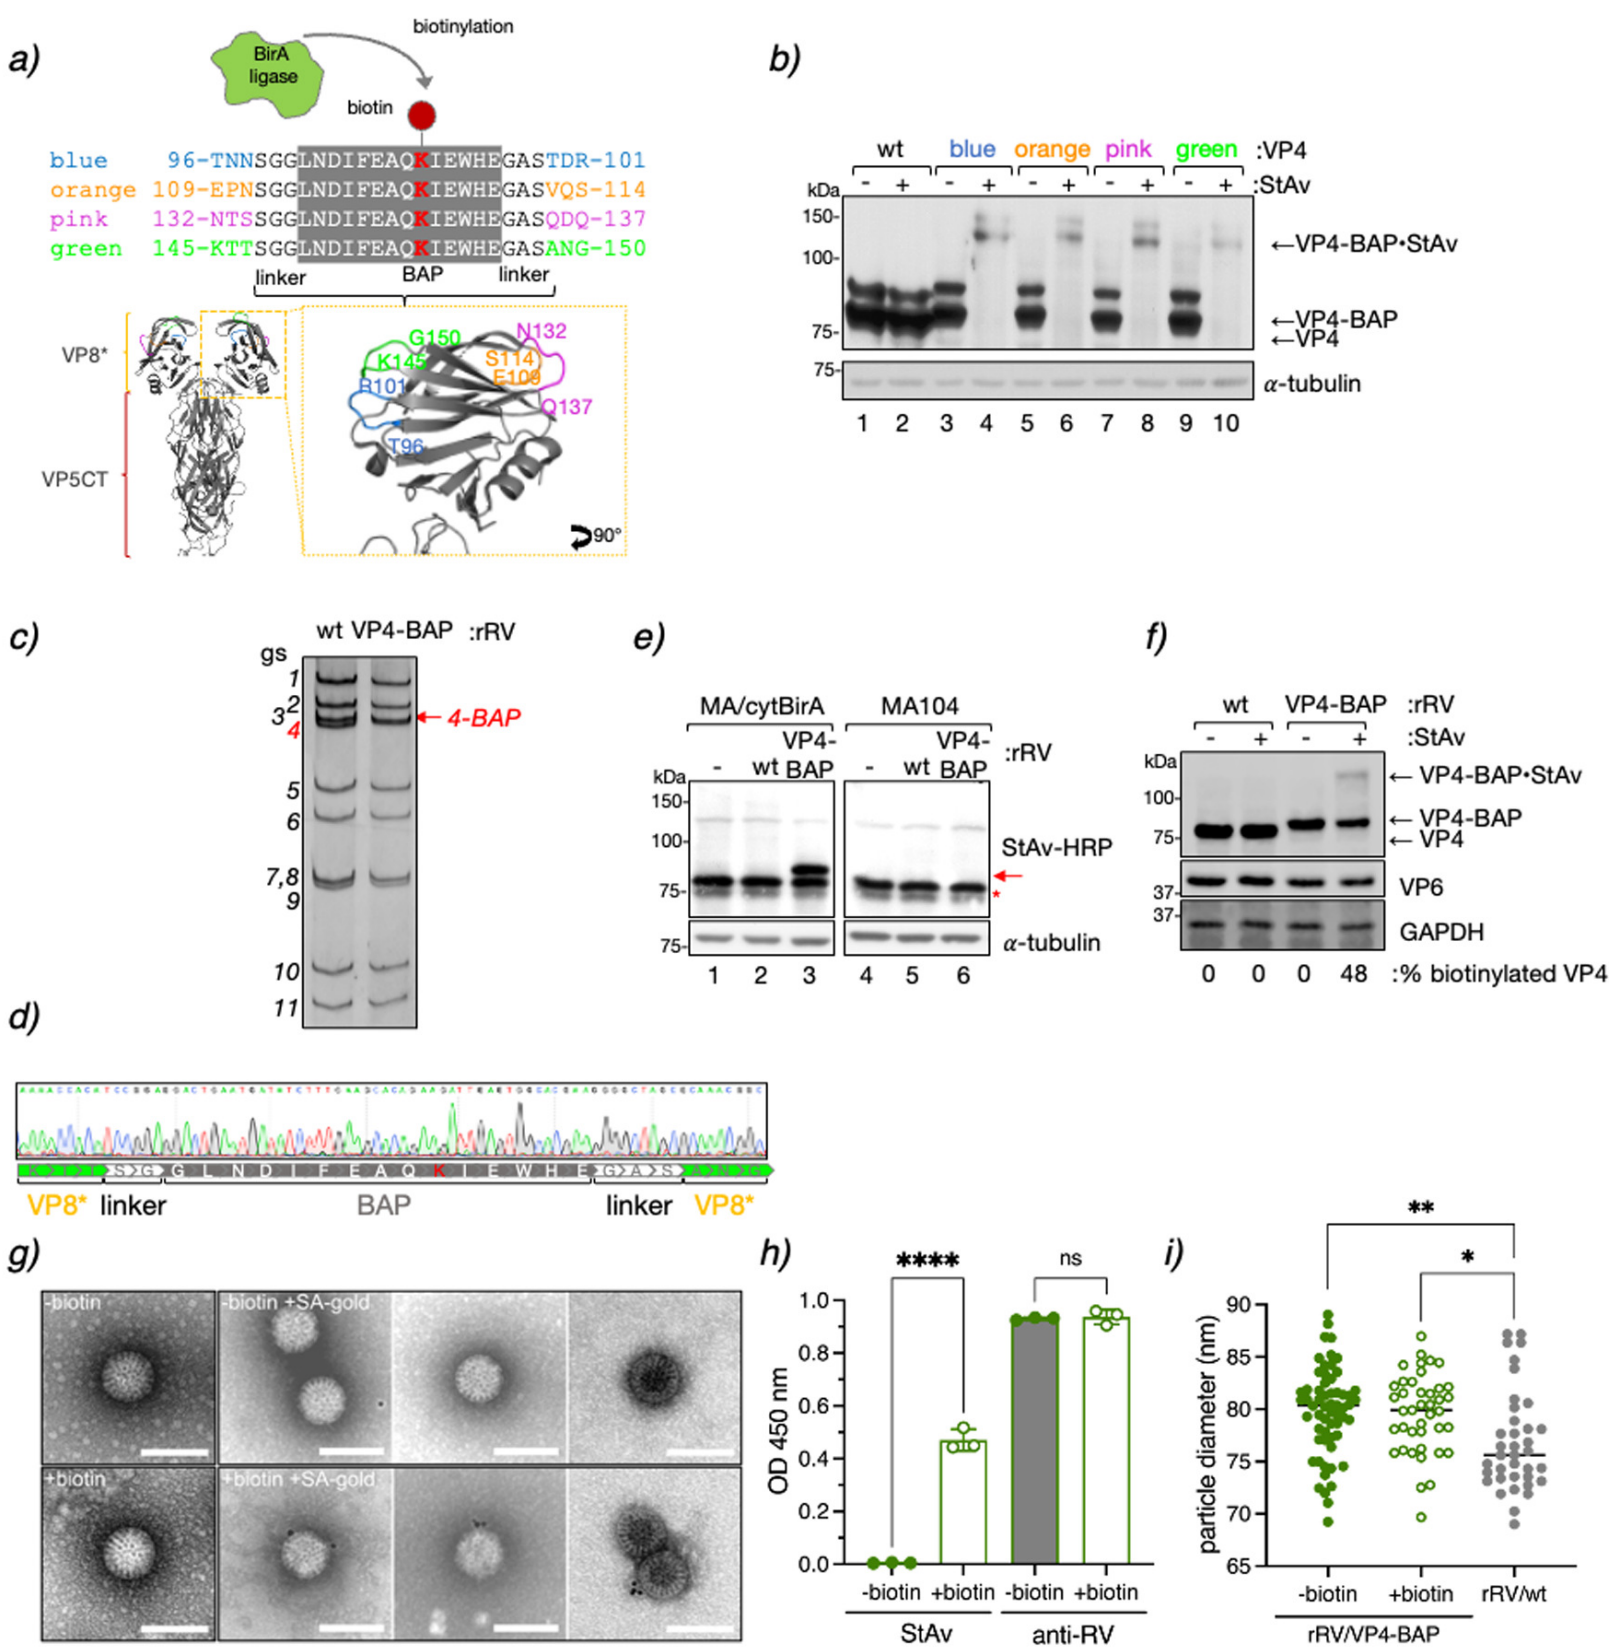 a)
biotinylation
BirA
ligase
biotin
blue 96-TNNSGGLNDIFEAQKIEWHEGASTDR-101
orange 109-EPNSGGLNDIFEAQKIEWHEGASVQS-114
pink 132-NTSSGGLNDIFEAQKIEWHEGASQDQ-137
green 145-KTTSGGLNDIFEAQKIEWHEGASANG-150
linker BAP linker
VP8*
VP5CT
G150
N132
K145
S114
E109
R101
Q137
T96
90°
b)
wt blue orange pink green :VP4
- + - + - + - + - + :StAv
kDa
150-
100-
75-
←VP4-BAP•StAv
←VP4-BAP
←VP4
75-
α-tubulin
1 2 3 4 5 6 7 8 9 10
c)
wt VP4-BAP :rRV
gs
1
2
3
4
←4-BAP
5
6
7,8
9
10
11
d)
K T T S G G L N D I F E A Q K I E W H E G A S A N G
VP8* linker BAP linker VP8*
e)
MA/cytBirA MA104
- wt VP4-BAP - wt VP4-BAP :rRV
kDa
150-
100-
75-
StAv-HRP
←
*
75-
α-tubulin
1 2 3 4 5 6
f)
wt VP4-BAP :rRV
- + - + :StAv
kDa
100-
75-
← VP4-BAP•StAv
← VP4-BAP
← VP4
37-
VP6
37-
GAPDH
0 0 0 48 :% biotinylated VP4
g)
-biotin
-biotin +SA-gold
+biotin
+biotin +SA-gold
h)
****
ns
OD 450 nm
1.0
0.8
0.6
0.4
0.2
0.0
-biotin +biotin -biotin +biotin
StAv anti-RV
i)
**
*
particle diameter (nm)
90
85
80
75
70
65
-biotin +biotin rRV/wt
rRV/VP4-BAP